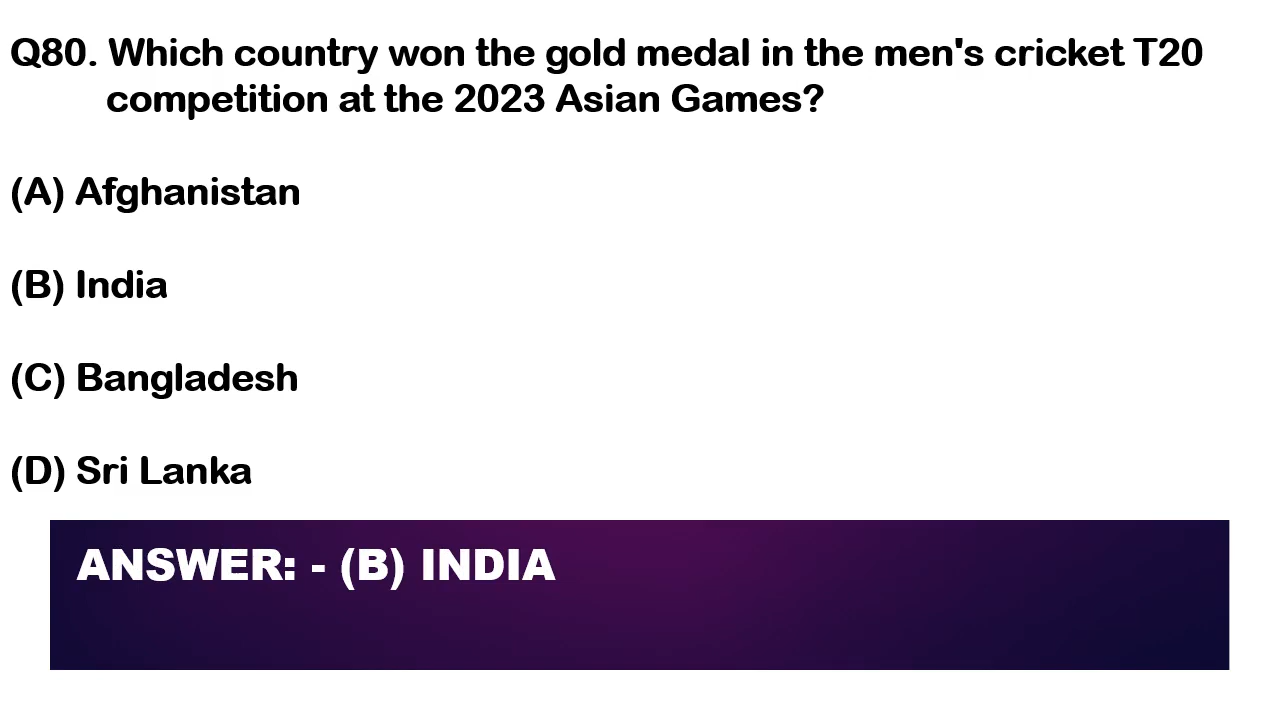 Q80. Which country won the gold medal in the men's cricket T20
competition at the 2023 Asian Games?
(A) Afghanistan
(B) India
(C) Bangladesh
(D) Sri Lanka
ANSWER: - (B) INDIA